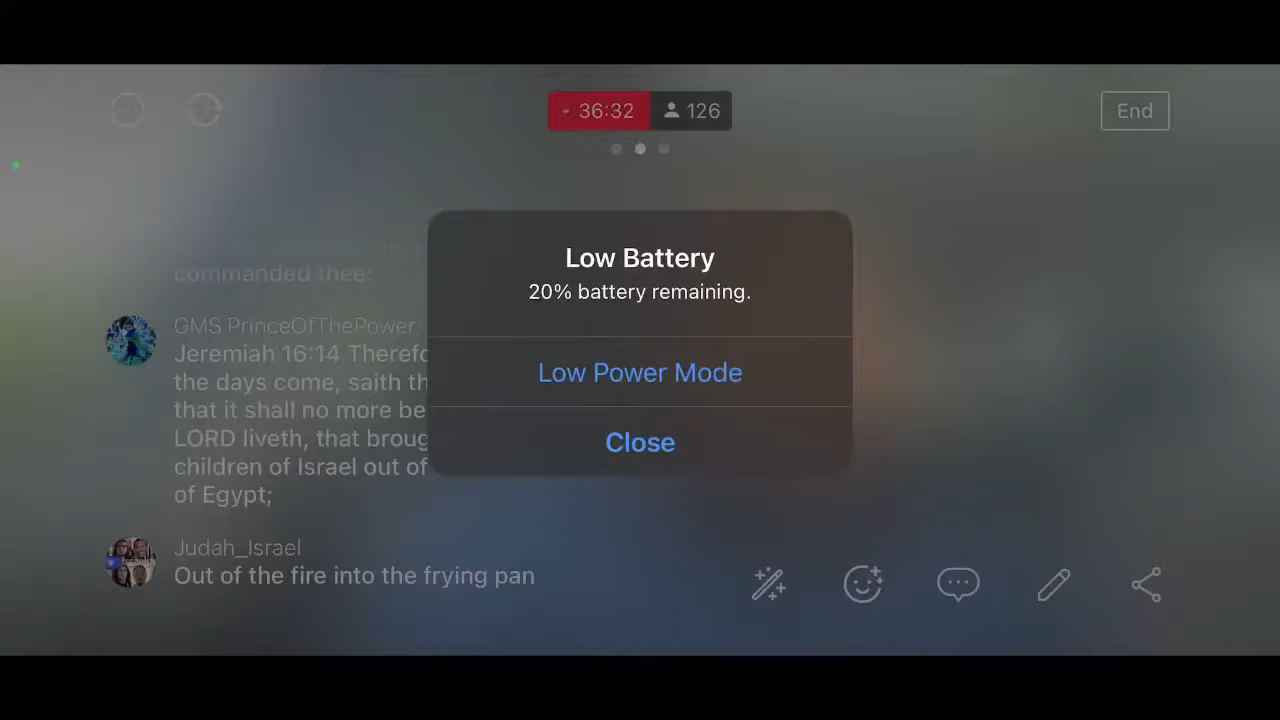 36:32
126
End
commanded thee:
GMS PrinceOfThePower
Jeremiah 16:14 Therefo
the days come, saith th
that it shall no more be
LORD liveth, that broug
children of Israel out of
of Egypt;
Judah_Israel
Out of the fire into the frying pan
Low Battery
20% battery remaining.
Low Power Mode
Close